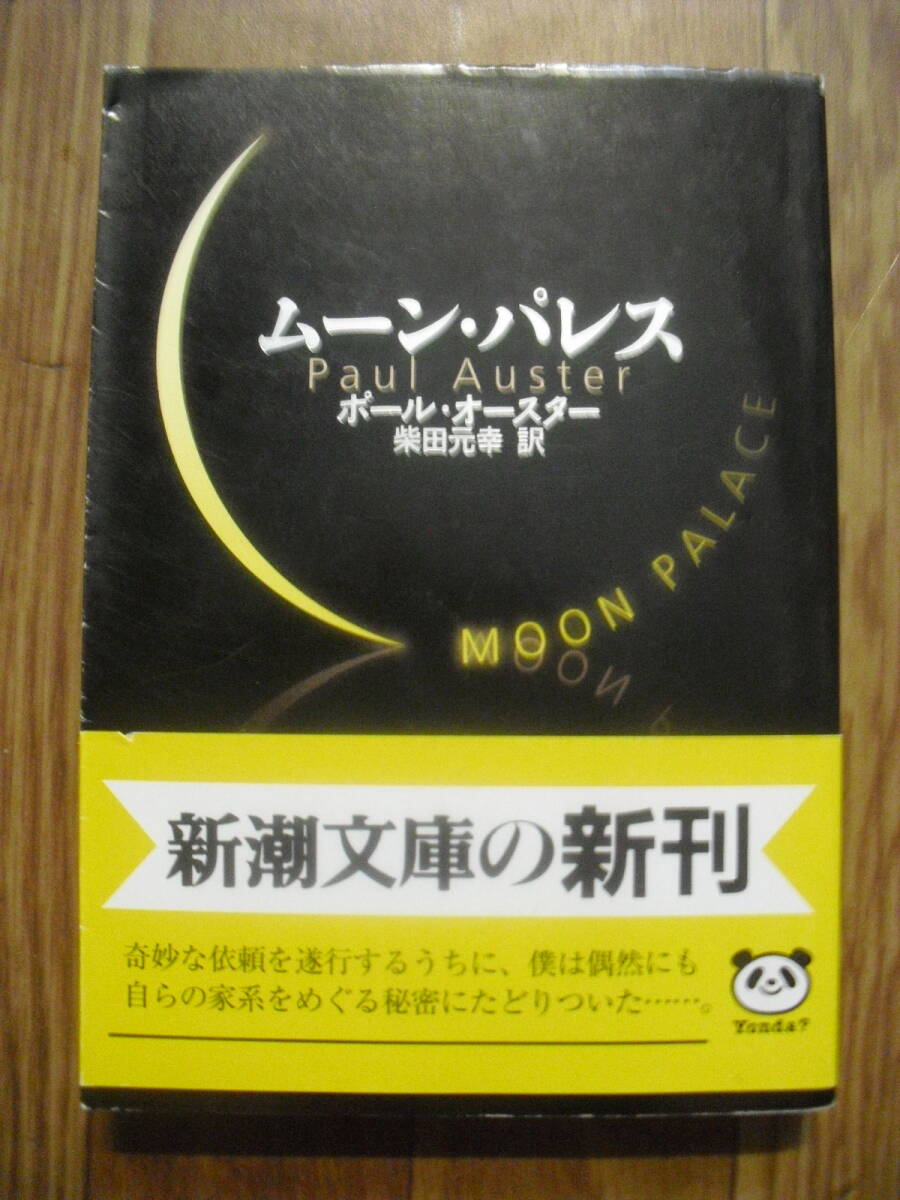 ムーン・パレス
Paul Auster
ポール・オースター
柴田元幸 訳
MOON PALACE
MOON P
新潮文庫の新刊
奇妙な依頼を遂行するうちに、僕は偶然にも
自らの家系をめぐる秘密にたどりついた……。
Yonda?